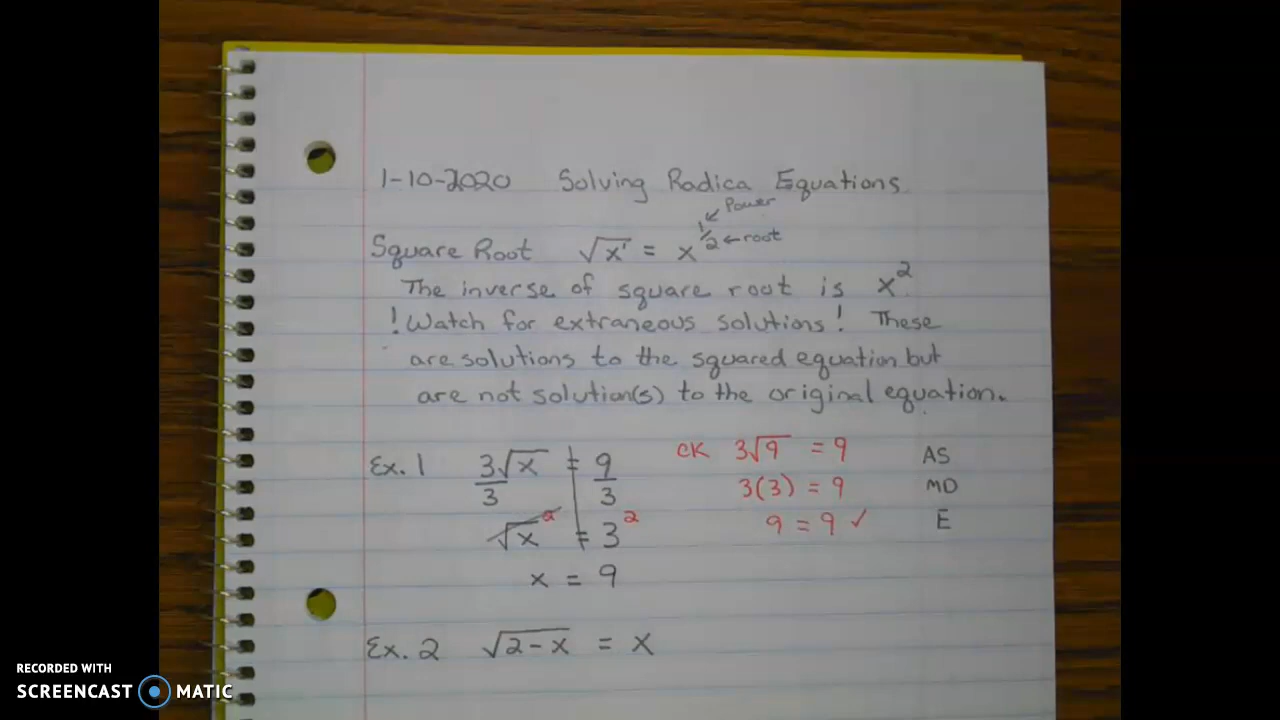 1-10-2020 Solving Radica Equations
Power
Square Root √x¹ = x^1/2 ← root
The inverse of square root is x²
! Watch for extraneous solutions! These
are solutions to the squared equation but
are not solution(s) to the original equation.
Ex. 1 3√x = 9 CK 3√9 = 9 AS
3 3 3(3) = 9 MD
√x² = 3² 9 = 9 ✓ E
x = 9
Ex. 2 √2-x = x
RECORDED WITH
SCREENCAST MATIC